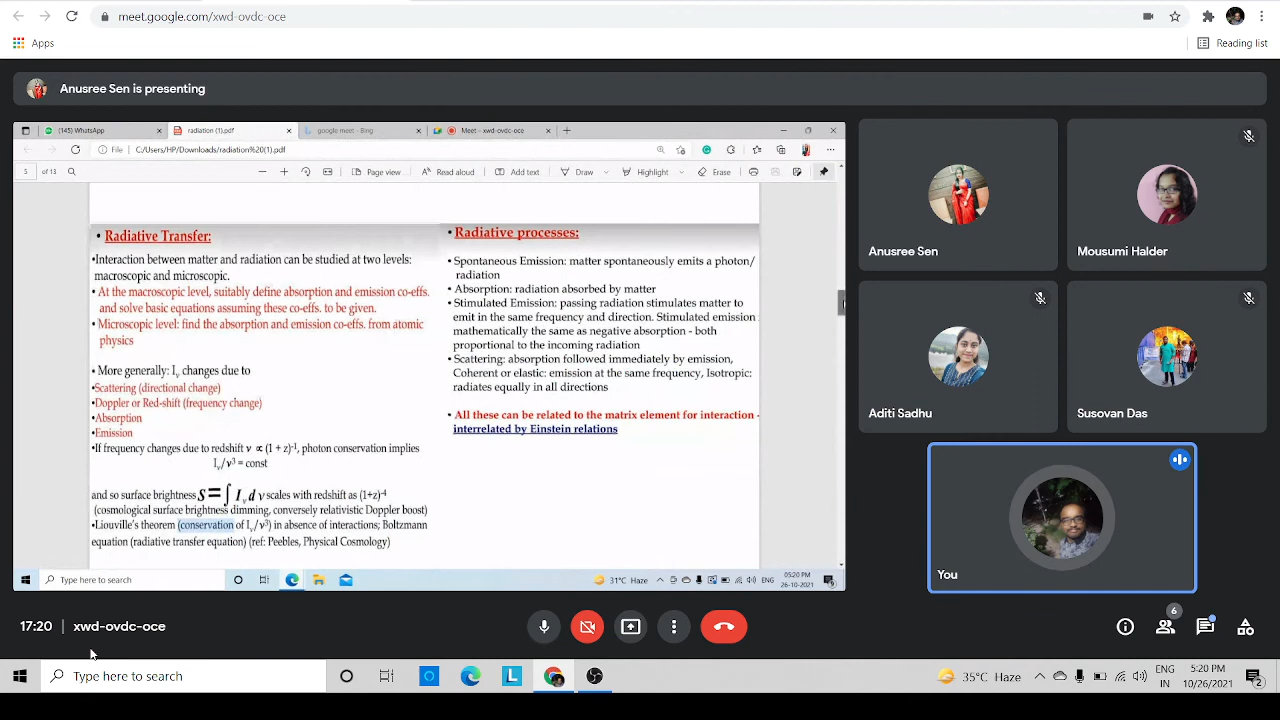 meet.google.com/xwd-ovdc-oce
Apps
Reading list
Anusree Sen is presenting
(145) WhatsApp
radiation (1).pdf
google meet - Bing
Meet – xwd-ovdc-oce
File
C:/Users/HP/Downloads/radiation%20(1).pdf
5 of 13
Page view
Read aloud
Add text
Draw
Highlight
Erase
• Radiative Transfer:
•Interaction between matter and radiation can be studied at two levels:
macroscopic and microscopic.
• At the macroscopic level, suitably define absorption and emission co-effs.
and solve basic equations assuming these co-effs. to be given.
• Microscopic level: find the absorption and emission co-effs. from atomic
physics
• More generally: Iν changes due to
•Scattering (directional change)
•Doppler or Red-shift (frequency change)
•Absorption
•Emission
•If frequency changes due to redshift ν ∝ (1 + z)-1, photon conservation implies
Iν/ν3 = const
and so surface brightness S = ∫ Iν dν scales with redshift as (1+z)-4
(cosmological surface brightness dimming, conversely relativistic Doppler boost)
•Liouville's theorem (conservation of Iν/ν3) in absence of interactions; Boltzmann
equation (radiative transfer equation) (ref: Peebles, Physical Cosmology)
• Radiative processes:
• Spontaneous Emission: matter spontaneously emits a photon/
radiation
• Absorption: radiation absorbed by matter
• Stimulated Emission: passing radiation stimulates matter to
emit in the same frequency and direction. Stimulated emission
mathematically the same as negative absorption - both
proportional to the incoming radiation
• Scattering: absorption followed immediately by emission,
Coherent or elastic: emission at the same frequency, Isotropic:
radiates equally in all directions
• All these can be related to the matrix element for interaction -
interrelated by Einstein relations
Type here to search
31°C Haze
ENG
05:20 PM
26-10-2021
Anusree Sen
Mousumi Halder
Aditi Sadhu
Susovan Das
You
17:20 | xwd-ovdc-oce
6
Type here to search
35°C Haze
ENG
IN
5:20 PM
10/26/2021
2